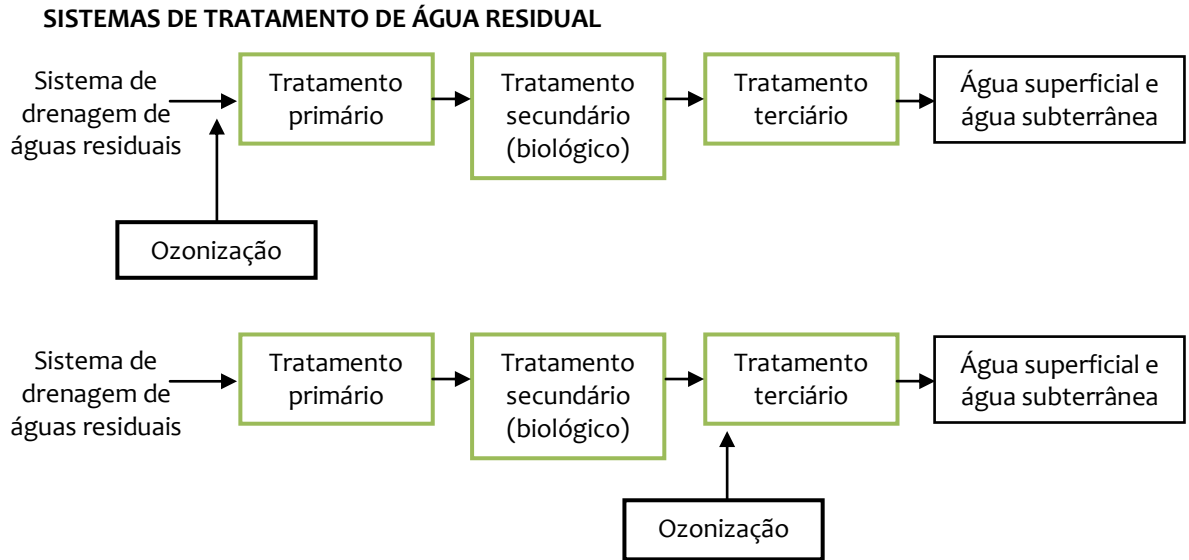 SISTEMAS DE TRATAMENTO DE ÁGUA RESIDUAL
Sistema de
drenagem de
águas residuais
Tratamento
primário
Tratamento
secundário
(biológico)
Tratamento
terciário
Água superficial e
água subterrânea
Ozonização
Sistema de
drenagem de
águas residuais
Tratamento
primário
Tratamento
secundário
(biológico)
Tratamento
terciário
Água superficial e
água subterrânea
Ozonização